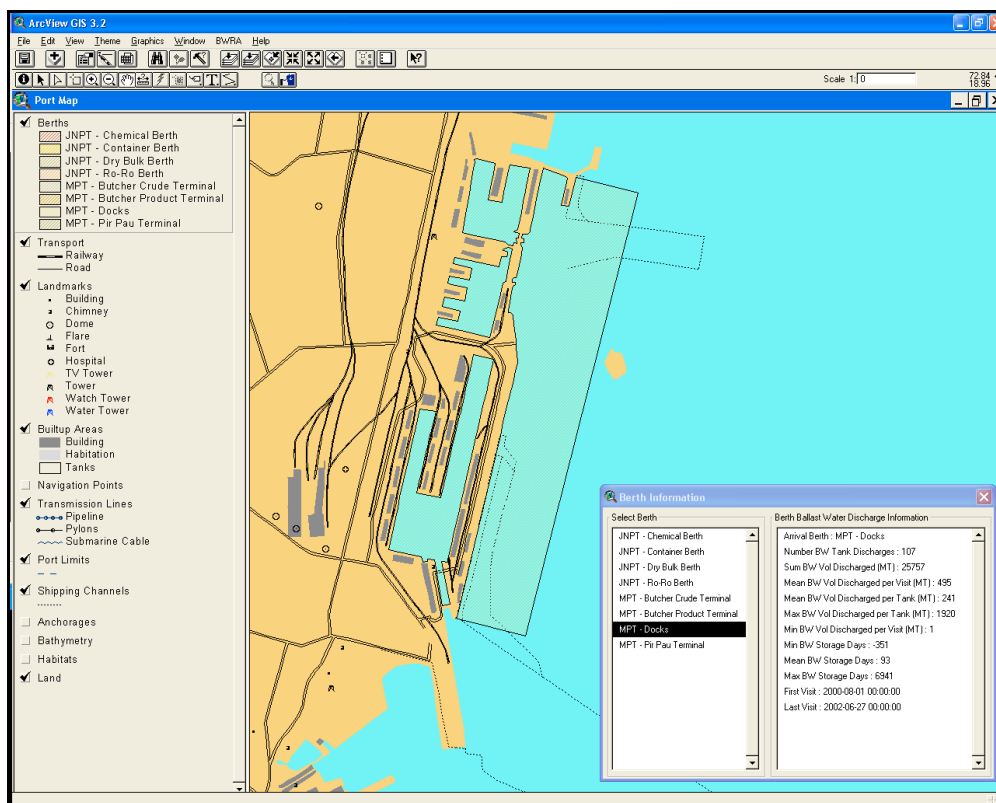 ArcView GIS 3.2
File Edit View Theme Graphics Window BWRA Help
Scale 1: 0
72.84
18.96
Port Map
Berths
JNPT - Chemical Berth
JNPT - Container Berth
JNPT - Dry Bulk Berth
JNPT - Ro-Ro Berth
MPT - Butcher Crude Terminal
MPT - Butcher Product Terminal
MPT - Docks
MPT - Pir Pau Terminal
Transport
Railway
Road
Landmarks
Building
Chimney
Dome
Flare
Fort
Hospital
TV Tower
Tower
Watch Tower
Water Tower
Builtup Areas
Building
Habitation
Tanks
Navigation Points
Transmission Lines
Pipeline
Pylons
Submarine Cable
Port Limits
Shipping Channels
Anchorages
Bathymetry
Habitats
Land
Berth Information
Select Berth
JNPT - Chemical Berth
JNPT - Container Berth
JNPT - Dry Bulk Berth
JNPT - Ro-Ro Berth
MPT - Butcher Crude Terminal
MPT - Butcher Product Terminal
MPT - Docks
MPT - Pir Pau Terminal
Berth Ballast Water Discharge Information
Arrival Berth : MPT - Docks
Number BW Tank Discharges : 107
Sum BW Vol Discharged (MT) : 25757
Mean BW Vol Discharged per Visit (MT) : 495
Mean BW Vol Discharged per Tank (MT) : 241
Max BW Vol Discharged per Tank (MT) : 1920
Min BW Vol Discharged per Visit (MT) : 1
Min BW Storage Days : -351
Mean BW Storage Days : 93
Max BW Storage Days : 6941
First Visit : 2000-08-01 00:00:00
Last Visit : 2002-06-27 00:00:00